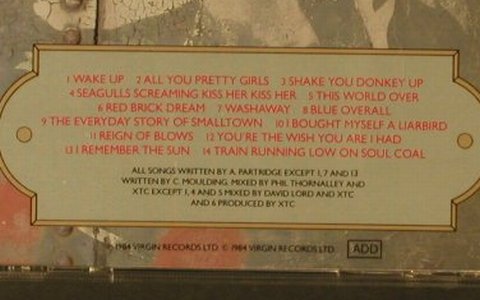 1 WAKE UP 2 ALL YOU PRETTY GIRLS 3 SHAKE YOU DONKEY UP
4 SEAGULLS SCREAMING KISS HER KISS HER 5 THIS WORLD OVER
6 RED BRICK DREAM 7 WASHAWAY 8 BLUE OVERALL
9 THE EVERYDAY STORY OF SMALLTOWN 10 I BOUGHT MYSELF A LIARBIRD
11 REIGN OF BLOWS 12 YOU'RE THE WISH YOU ARE I HAD
13 I REMEMBER THE SUN 14 TRAIN RUNNING LOW ON SOUL COAL
ALL SONGS WRITTEN BY A. PARTRIDGE EXCEPT 1, 7 AND 13
WRITTEN BY C. MOULDING. MIXED BY PHIL THORNALLEY AND
XTC EXCEPT 1, 4 AND 5 MIXED BY DAVID LORD AND XTC
AND 6 PRODUCED BY XTC
℗ 1984 VIRGIN RECORDS LTD. © 1984 VIRGIN RECORDS LTD. ADD